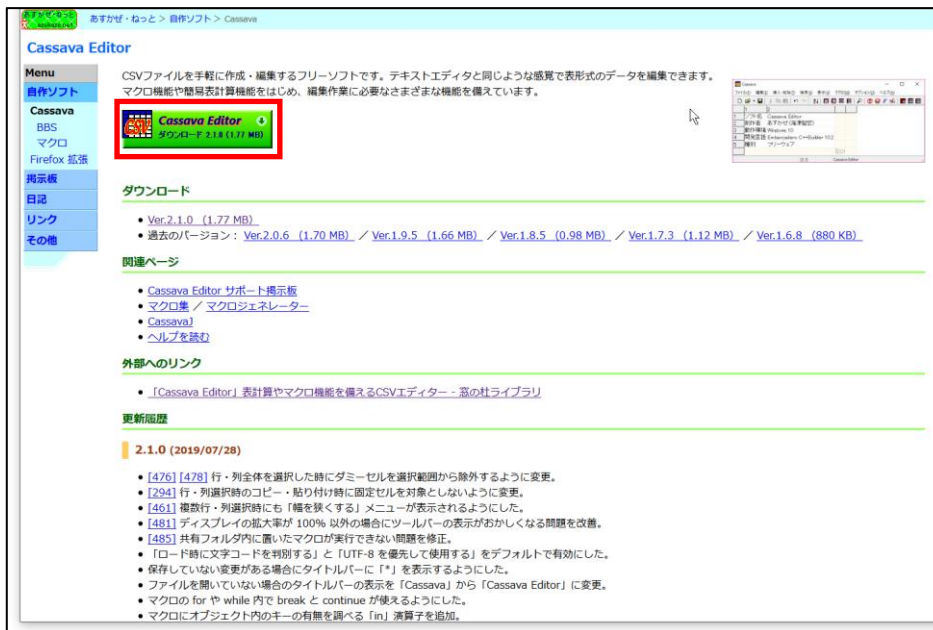 あすかぜ・ねっと
あすかぜ・ねっと > 自作ソフト > Cassava
Cassava Editor
Menu
自作ソフト
Cassava
BBS
マクロ
Firefox 拡張
掲示板
日記
リンク
その他
CSVファイルを手軽に作成・編集するフリーソフトです。テキストエディタと同じような感覚で表形式のデータを編集できます。
マクロ機能や簡易表計算機能をはじめ、編集作業に必要なさまざまな機能を備えています。
CSV
Cassava Editor
ダウンロード 2.1.0 (1.77 MB)
ダウンロード
• Ver.2.1.0 (1.77 MB)
• 過去のバージョン： Ver.2.0.6 (1.70 MB) ／ Ver.1.9.5 (1.66 MB) ／ Ver.1.8.5 (0.98 MB) ／ Ver.1.7.3 (1.12 MB) ／ Ver.1.6.8 (880 KB)
関連ページ
• Cassava Editor サポート掲示板
• マクロ集 ／ マクロジェネレーター
• CassavaJ
• ヘルプを読む
外部へのリンク
• 「Cassava Editor」表計算やマクロ機能を備えるCSVエディター - 窓の杜ライブラリ
更新履歴
2.1.0 (2019/07/28)
• [476] [478] 行・列全体を選択した時にダミーセルを選択範囲から除外するように変更。
• [294] 行・列選択時のコピー・貼り付け時に固定セルを対象としないように変更。
• [461] 複数行・列選択時にも「幅を狭くする」メニューが表示されるようにした。
• [481] ディスプレイの拡大率が 100% 以外の場合にツールバーの表示がおかしくなる問題を改善。
• [485] 共有フォルダ内に置いたマクロが実行できない問題を修正。
• 「ロード時に文字コードを判別する」と「UTF-8 を優先して使用する」をデフォルトで有効にした。
• 保存していない変更がある場合にタイトルバーに「*」を表示するようにした。
• ファイルを開いていない場合のタイトルバーの表示を「Cassava」から「Cassava Editor」に変更。
• マクロの for や while 内で break と continue が使えるようにした。
• マクロにオブジェクト内のキーの有無を調べる「in」演算子を追加。